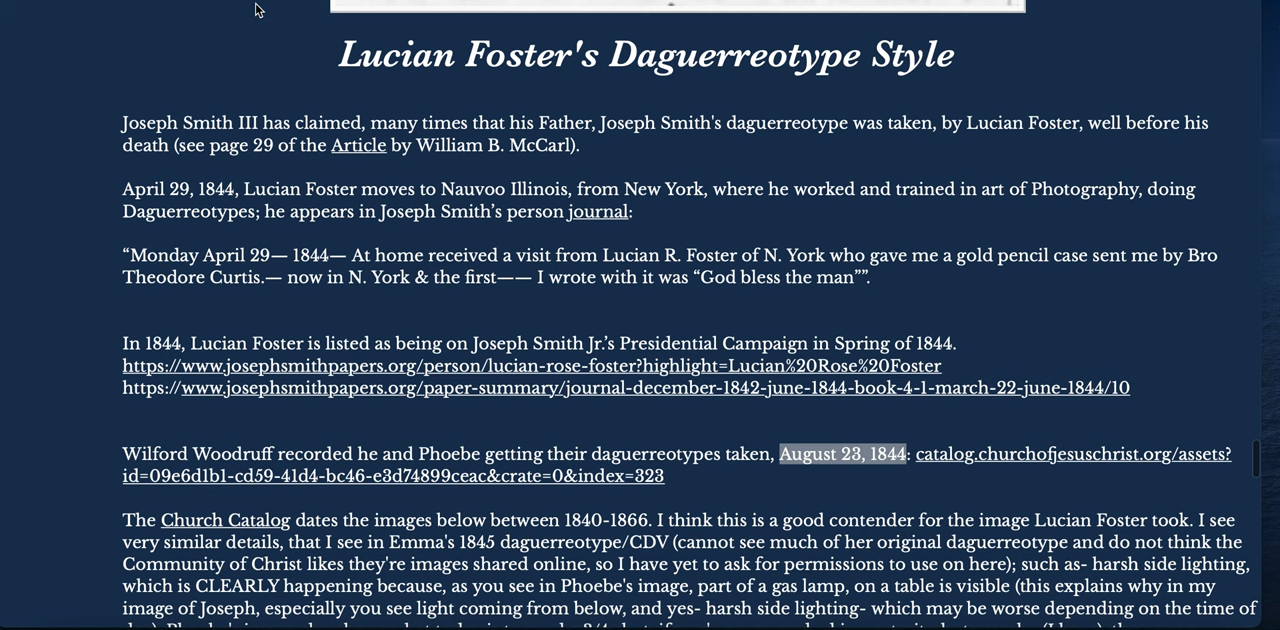 Lucian Foster's Daguerreotype Style
Joseph Smith III has claimed, many times that his Father, Joseph Smith's daguerreotype was taken, by Lucian Foster, well before his
death (see page 29 of the Article by William B. McCarl).
April 29, 1844, Lucian Foster moves to Nauvoo Illinois, from New York, where he worked and trained in art of Photography, doing
Daguerreotypes; he appears in Joseph Smith’s person journal:
“Monday April 29— 1844— At home received a visit from Lucian R. Foster of N. York who gave me a gold pencil case sent me by Bro
Theodore Curtis.— now in N. York & the first—— I wrote with it was “God bless the man””.
In 1844, Lucian Foster is listed as being on Joseph Smith Jr.’s Presidential Campaign in Spring of 1844.
https://www.josephsmithpapers.org/person/lucian-rose-foster?highlight=Lucian%20Rose%20Foster
https://www.josephsmithpapers.org/paper-summary/journal-december-1842-june-1844-book-4-1-march-22-june-1844/10
Wilford Woodruff recorded he and Phoebe getting their daguerreotypes taken, August 23, 1844: catalog.churchofjesuschrist.org/assets?
id=09e6d1b1-cd59-41d4-bc46-e3d74899ceac&crate=0&index=323
The Church Catalog dates the images below between 1840-1866. I think this is a good contender for the image Lucian Foster took. I see
very similar details, that I see in Emma's 1845 daguerreotype/CDV (cannot see much of her original daguerreotype and do not think the
Community of Christ likes they're images shared online, so I have yet to ask for permissions to use on here); such as- harsh side lighting,
which is CLEARLY happening because, as you see in Phoebe's image, part of a gas lamp, on a table is visible (this explains why in my
image of Joseph, especially you see light coming from below, and yes- harsh side lighting- which may be worse depending on the time of